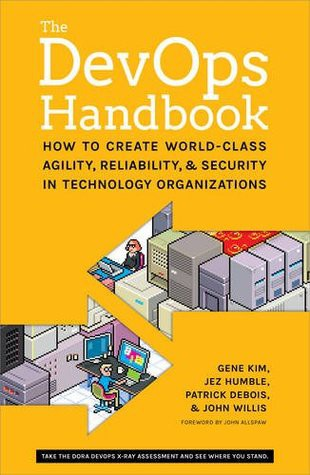 The
DevOps
Handbook
HOW TO CREATE WORLD-CLASS
AGILITY, RELIABILITY, & SECURITY
IN TECHNOLOGY ORGANIZATIONS
GENE KIM,
JEZ HUMBLE,
PATRICK DEBOIS,
& JOHN WILLIS
FOREWORD BY JOHN ALLSPAW
TAKE THE DORA DEVOPS X-RAY ASSESSMENT AND SEE WHERE YOU STAND.